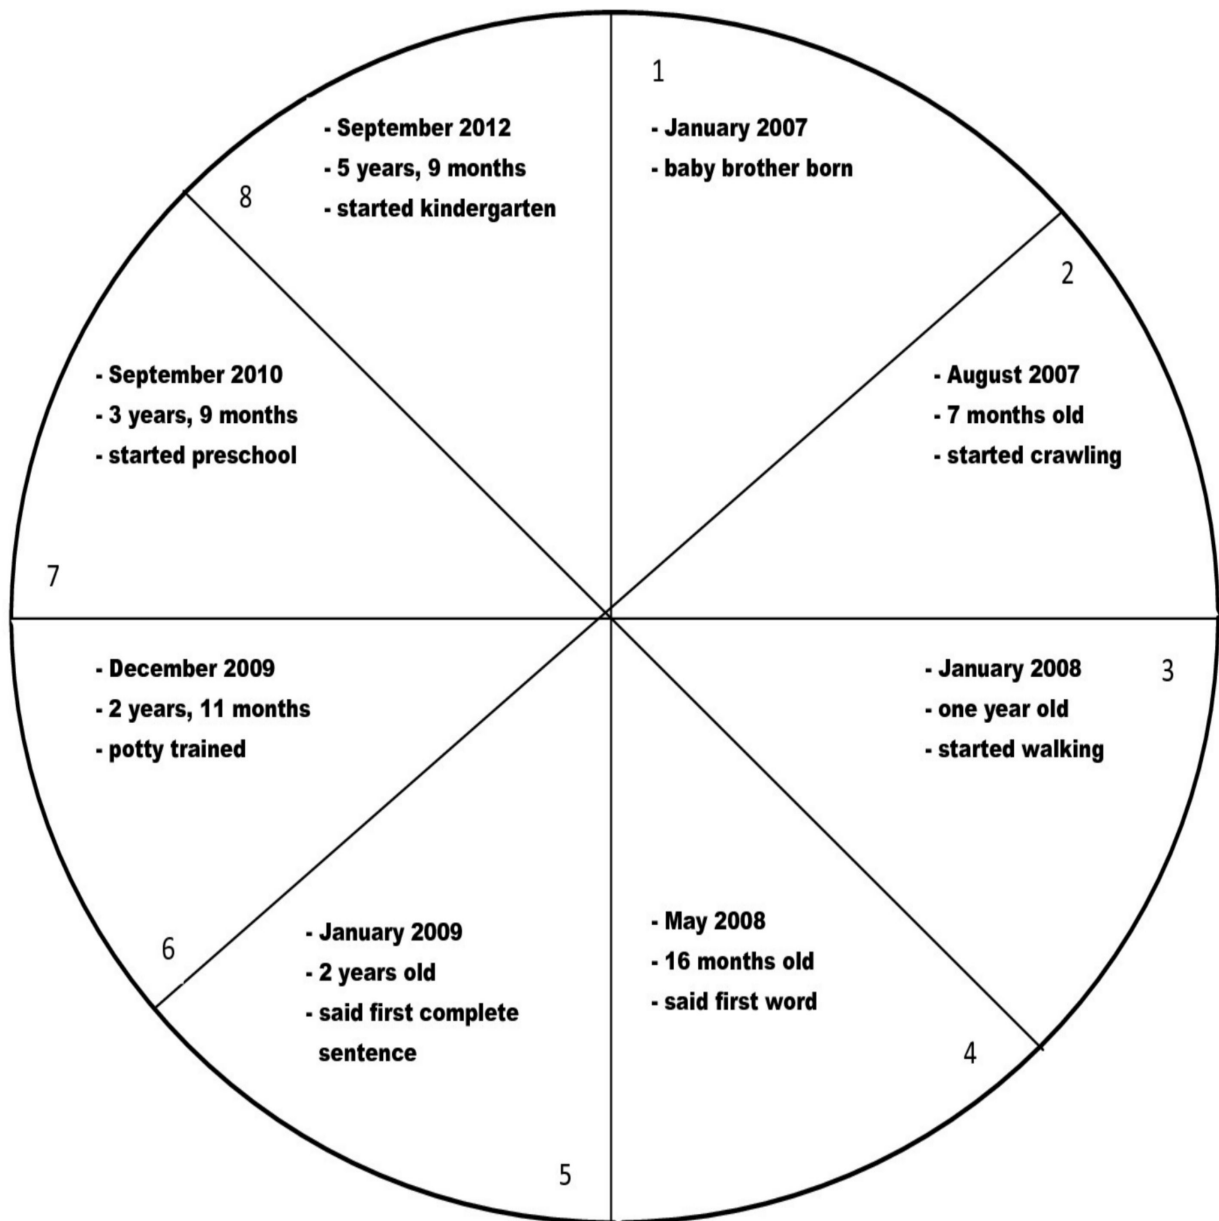 1
- January 2007
- baby brother born
2
- August 2007
- 7 months old
- started crawling
3
- January 2008
- one year old
- started walking
4
- May 2008
- 16 months old
- said first word
5
- January 2009
- 2 years old
- said first complete
sentence
6
- December 2009
- 2 years, 11 months
- potty trained
7
- September 2010
- 3 years, 9 months
- started preschool
8
- September 2012
- 5 years, 9 months
- started kindergarten